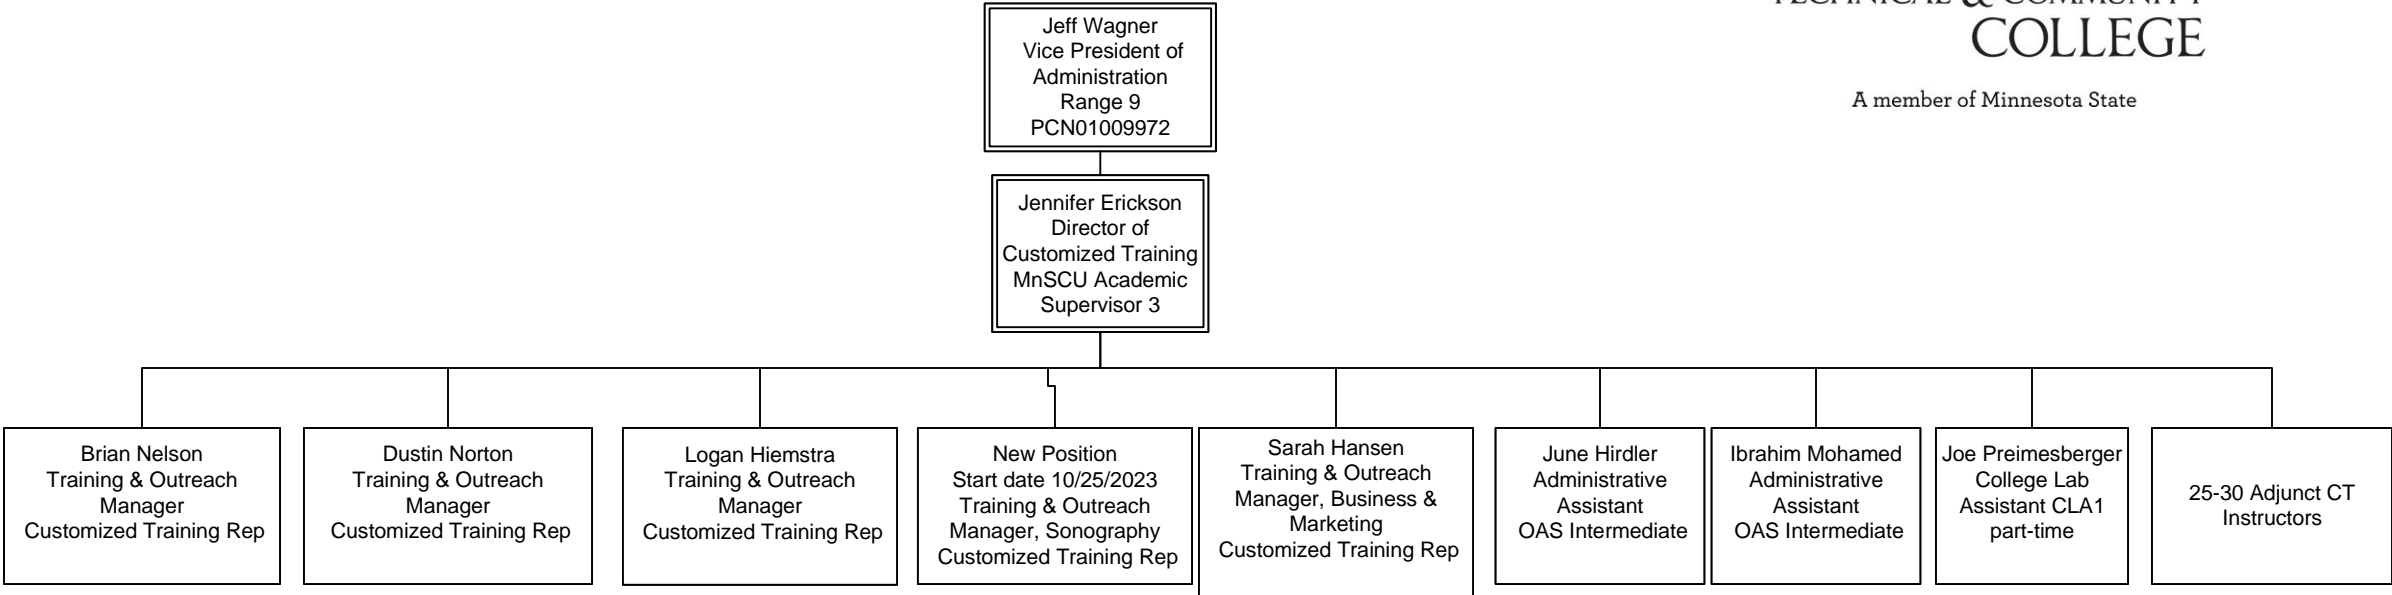 TECHNICAL & COMMUNITY
COLLEGE
A member of Minnesota State
Jeff Wagner
Vice President of
Administration
Range 9
PCN01009972
Jennifer Erickson
Director of
Customized Training
MnSCU Academic
Supervisor 3
Brian Nelson
Training & Outreach
Manager
Customized Training Rep
Dustin Norton
Training & Outreach
Manager
Customized Training Rep
Logan Hiemstra
Training & Outreach
Manager
Customized Training Rep
New Position
Start date 10/25/2023
Training & Outreach
Manager, Sonography
Customized Training Rep
Sarah Hansen
Training & Outreach
Manager, Business &
Marketing
Customized Training Rep
June Hirdler
Administrative
Assistant
OAS Intermediate
Ibrahim Mohamed
Administrative
Assistant
OAS Intermediate
Joe Preimesberger
College Lab
Assistant CLA1
part-time
25-30 Adjunct CT
Instructors